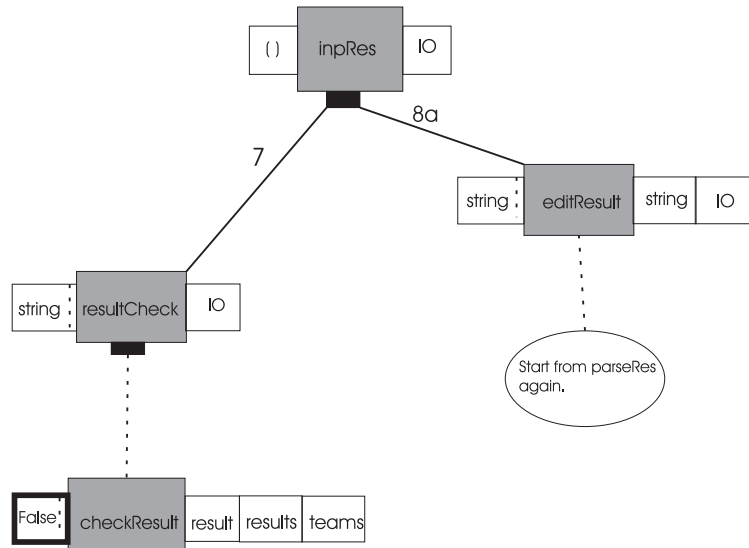 ( ) inpRes IO
8a
7
string editResult string IO
string resultCheck IO
Start from parseRes
again.
False checkResult result results teams